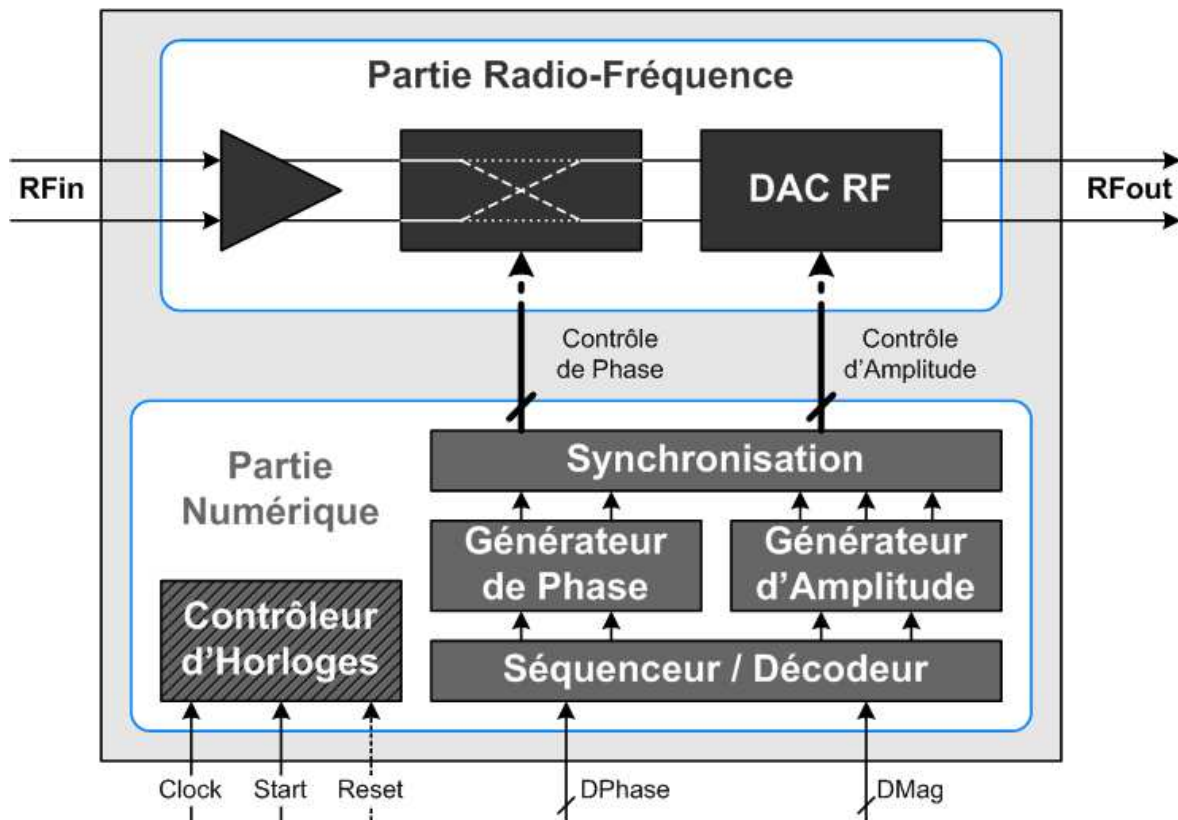 Partie Radio-Fréquence
RFin
DAC RF
RFout
Contrôle
de Phase
Contrôle
d'Amplitude
Partie
Numérique
Synchronisation
Générateur
de Phase
Générateur
d'Amplitude
Contrôleur
d'Horloges
Séquenceur / Décodeur
Clock
Start
Reset
DPhase
DMag